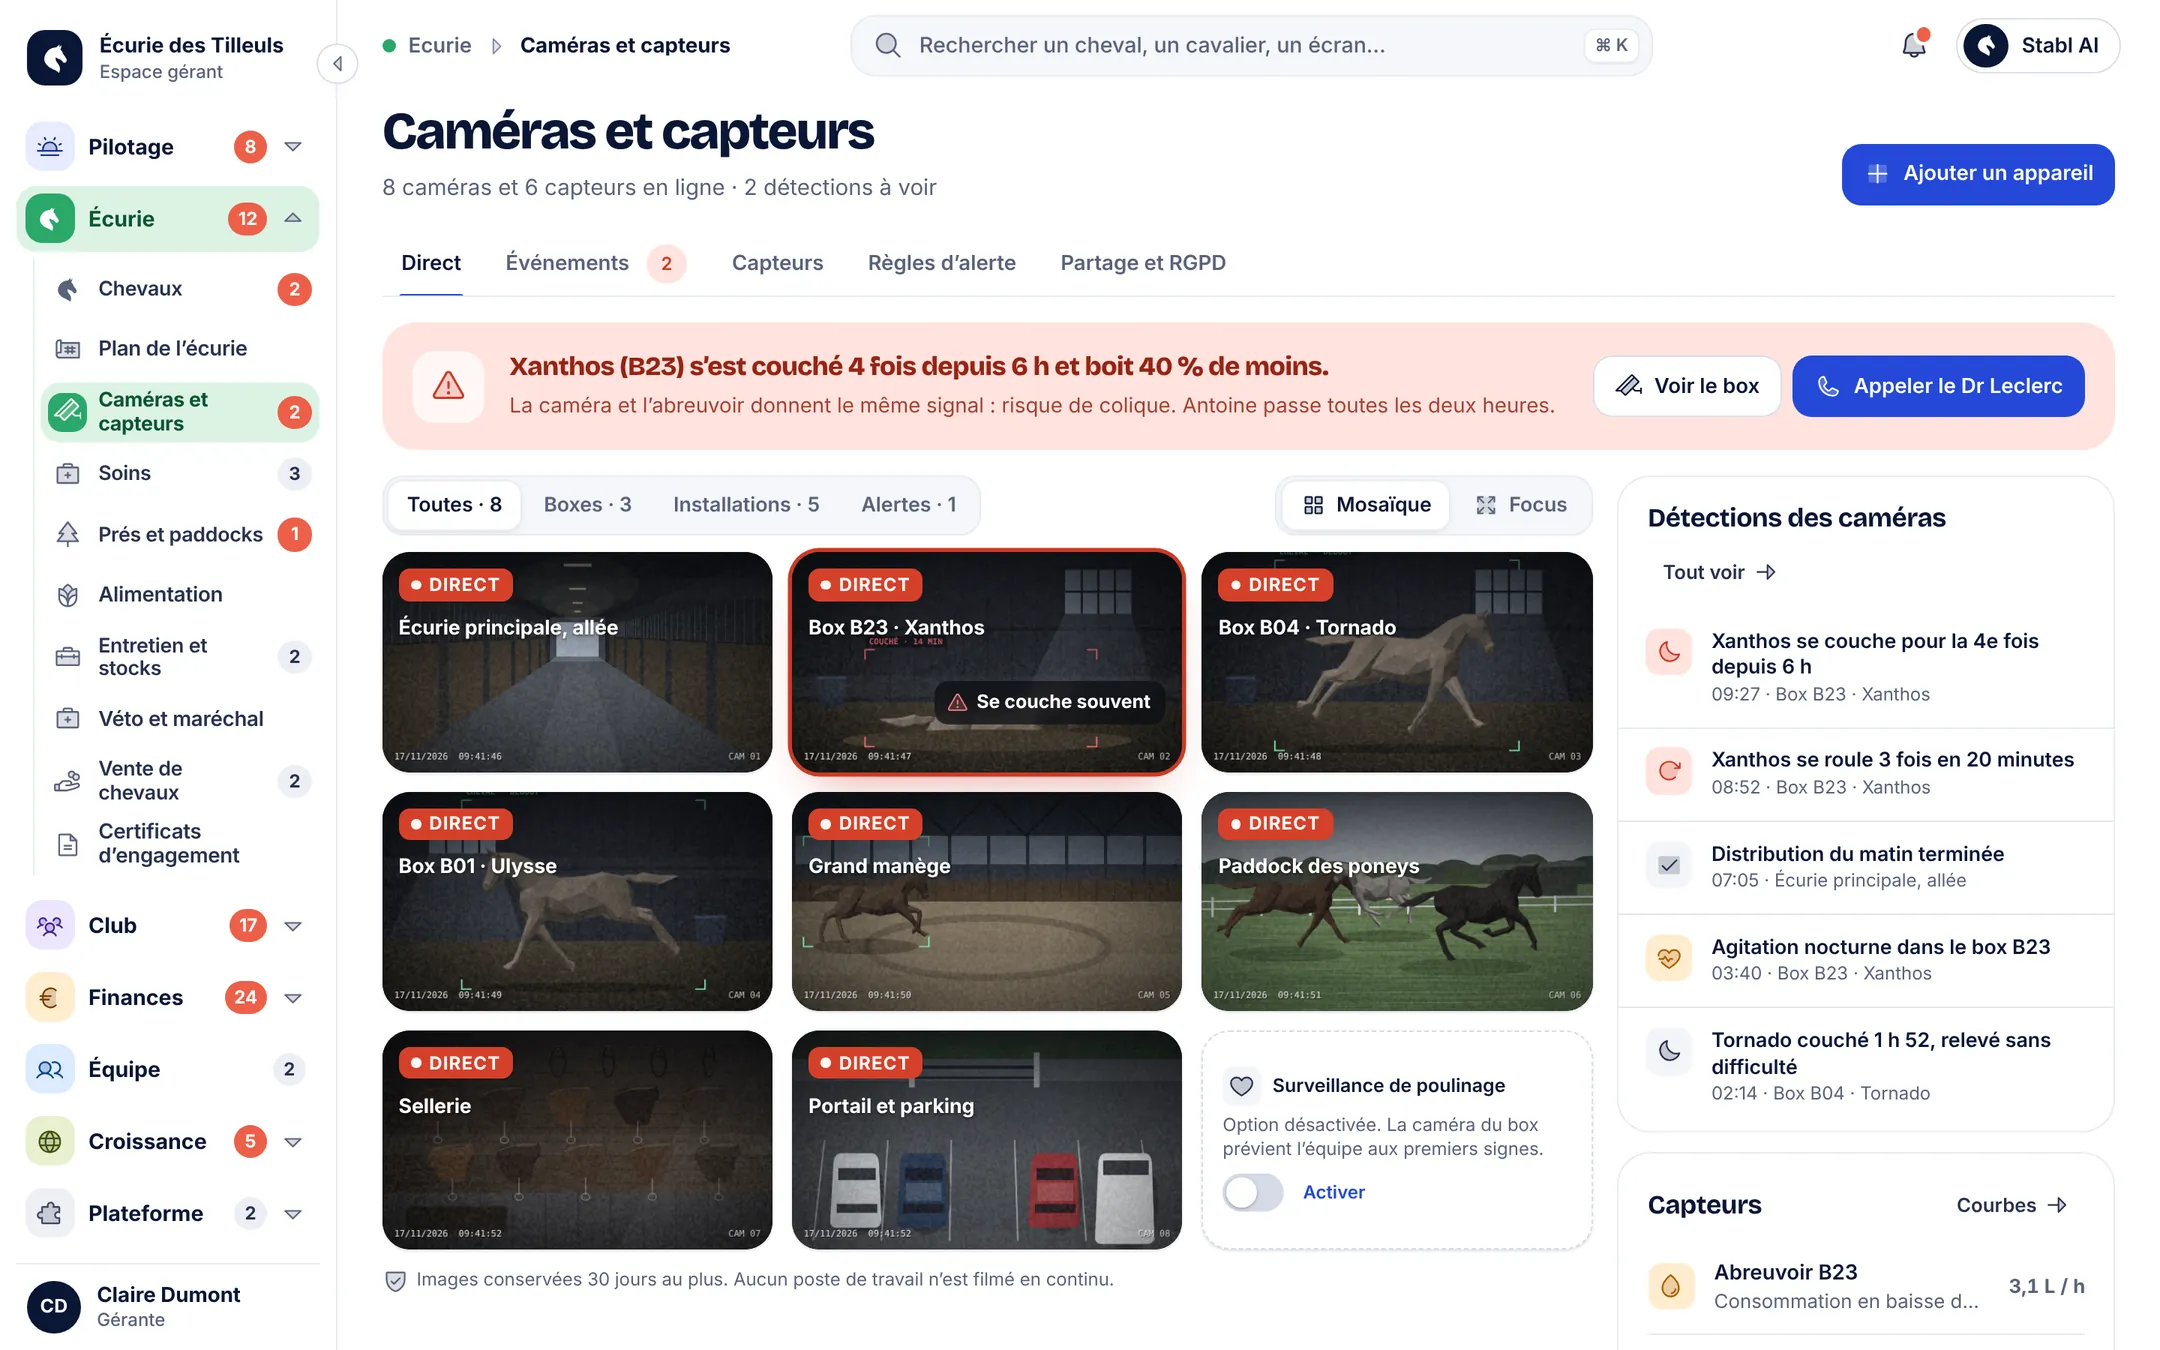 Écurie des Tilleuls
Espace gérant
Pilotage
8
Écurie
12
Chevaux
2
Plan de l’écurie
Caméras et
capteurs
2
Soins
3
Prés et paddocks
1
Alimentation
Entretien et
stocks
2
Véto et maréchal
Vente de
chevaux
2
Certificats
d’engagement
Club
17
Finances
24
Équipe
2
Croissance
5
Plateforme
2
CD
Claire Dumont
Gérante
Ecurie
Caméras et capteurs
Rechercher un cheval, un cavalier, un écran…
⌘ K
Stabl AI
Caméras et capteurs
8 caméras et 6 capteurs en ligne · 2 détections à voir
Ajouter un appareil
Direct
Événements
2
Capteurs
Règles d’alerte
Partage et RGPD
Xanthos (B23) s’est couché 4 fois depuis 6 h et boit 40 % de moins.
La caméra et l’abreuvoir donnent le même signal : risque de colique. Antoine passe toutes les deux heures.
Voir le box
Appeler le Dr Leclerc
Toutes · 8
Boxes · 3
Installations · 5
Alertes · 1
Mosaïque
Focus
DIRECT
Écurie principale, allée
17/11/2026 09:41:46
CAM 01
DIRECT
Box B23 · Xanthos
COUCHÉ · 14 MIN
Se couche souvent
17/11/2026 09:41:47
CAM 02
DIRECT
Box B04 · Tornado
17/11/2026 09:41:48
CAM 03
DIRECT
Box B01 · Ulysse
17/11/2026 09:41:49
CAM 04
DIRECT
Grand manège
17/11/2026 09:41:50
CAM 05
DIRECT
Paddock des poneys
17/11/2026 09:41:51
CAM 06
DIRECT
Sellerie
17/11/2026 09:41:52
CAM 07
DIRECT
Portail et parking
17/11/2026 09:41:52
CAM 08
Surveillance de poulinage
Option désactivée. La caméra du box
prévient l’équipe aux premiers signes.
Activer
Images conservées 30 jours au plus. Aucun poste de travail n’est filmé en continu.
Détections des caméras
Tout voir
Xanthos se couche pour la 4e fois
depuis 6 h
09:27 · Box B23 · Xanthos
Xanthos se roule 3 fois en 20 minutes
08:52 · Box B23 · Xanthos
Distribution du matin terminée
07:05 · Écurie principale, allée
Agitation nocturne dans le box B23
03:40 · Box B23 · Xanthos
Tornado couché 1 h 52, relevé sans
difficulté
02:14 · Box B04 · Tornado
Capteurs
Courbes
Abreuvoir B23
Consommation en baisse d…
3,1 L / h